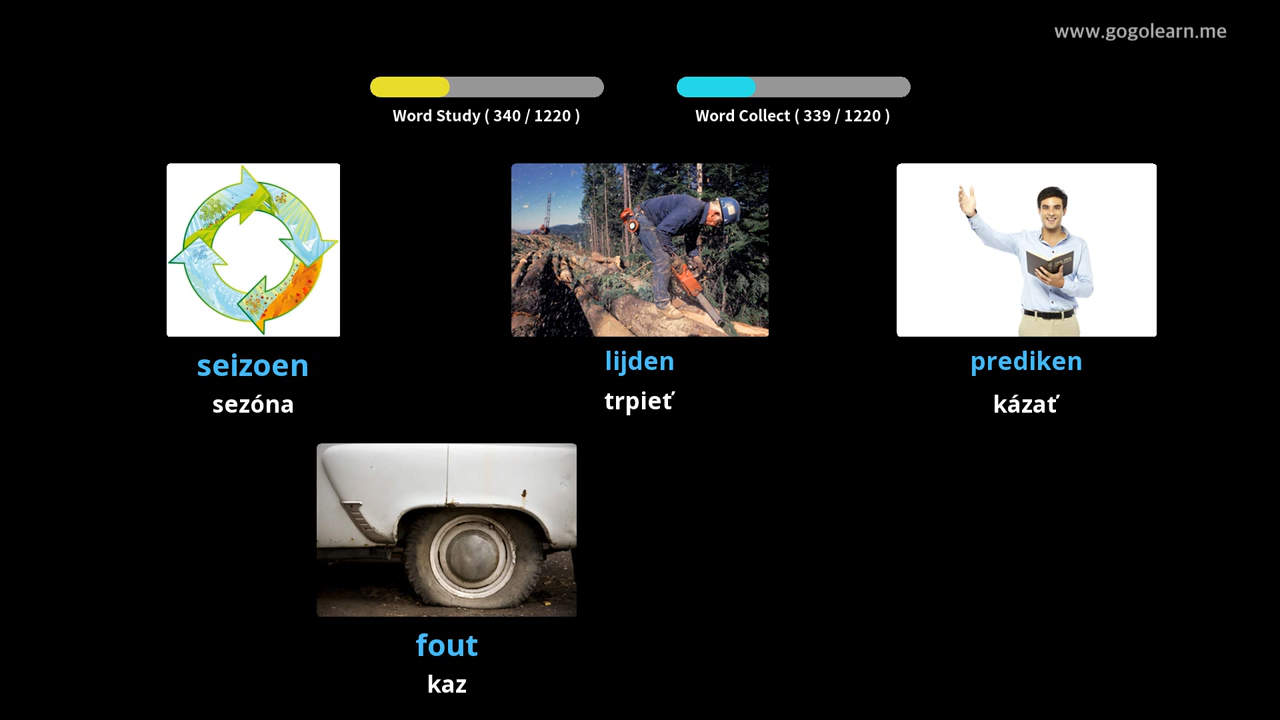 www.gogolearn.me
Word Study ( 340 / 1220 )
Word Collect ( 339 / 1220 )
seizoen
sezóna
lijden
trpieť
prediken
kázať
fout
kaz